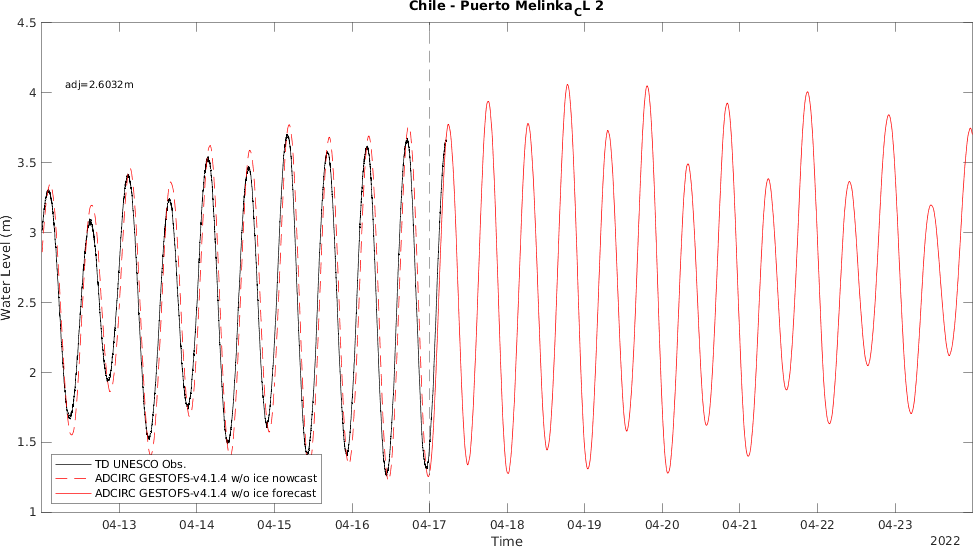 Chile - Puerto Melinka_CL 2
4.5
4
3.5
3
2.5
2
1.5
1
Water Level (m)
adj=2.6032m
TD UNESCO Obs.
ADCIRC GESTOFS-v4.1.4 w/o ice nowcast
ADCIRC GESTOFS-v4.1.4 w/o ice forecast
04-13 04-14 04-15 04-16 04-17 04-18 04-19 04-20 04-21 04-22 04-23
Time
2022